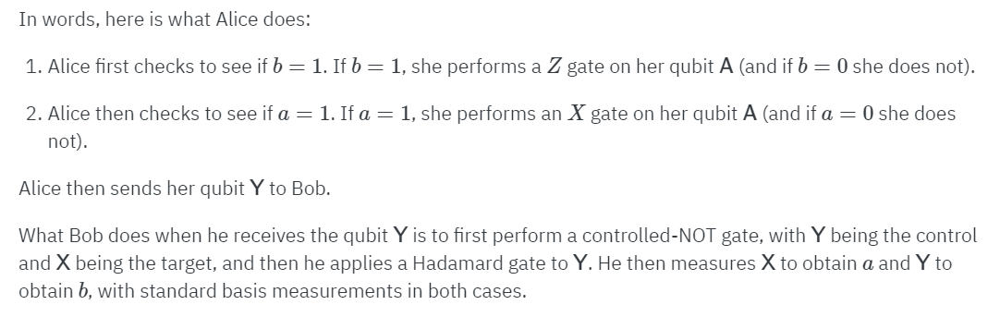 In words, here is what Alice does:
1. Alice first checks to see if b = 1. If b = 1, she performs a Z gate on her qubit A (and if b = 0 she does not).
2. Alice then checks to see if a = 1. If a = 1, she performs an X gate on her qubit A (and if a = 0 she does
not).
Alice then sends her qubit Y to Bob.
What Bob does when he receives the qubit Y is to first perform a controlled-NOT gate, with Y being the control
and X being the target, and then he applies a Hadamard gate to Y. He then measures X to obtain a and Y to
obtain b, with standard basis measurements in both cases.